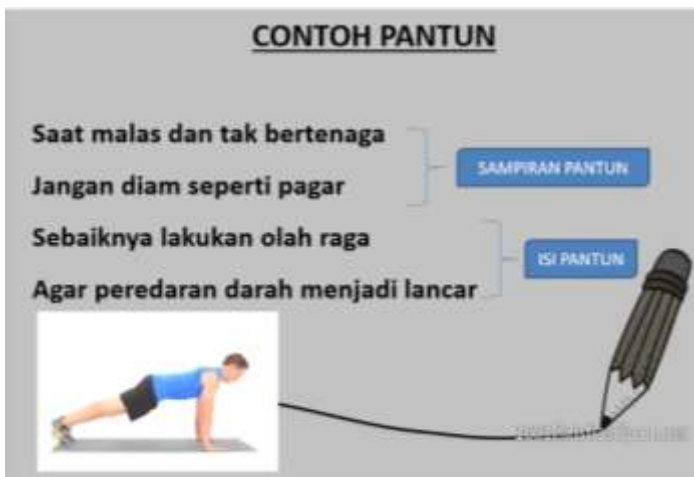 CONTOH PANTUN
Saat malas dan tak bertenaga
Jangan diam seperti pagar
SAMPIRAN PANTUN
Sebaiknya lakukan olah raga
Agar peredaran darah menjadi lancar
ISI PANTUN